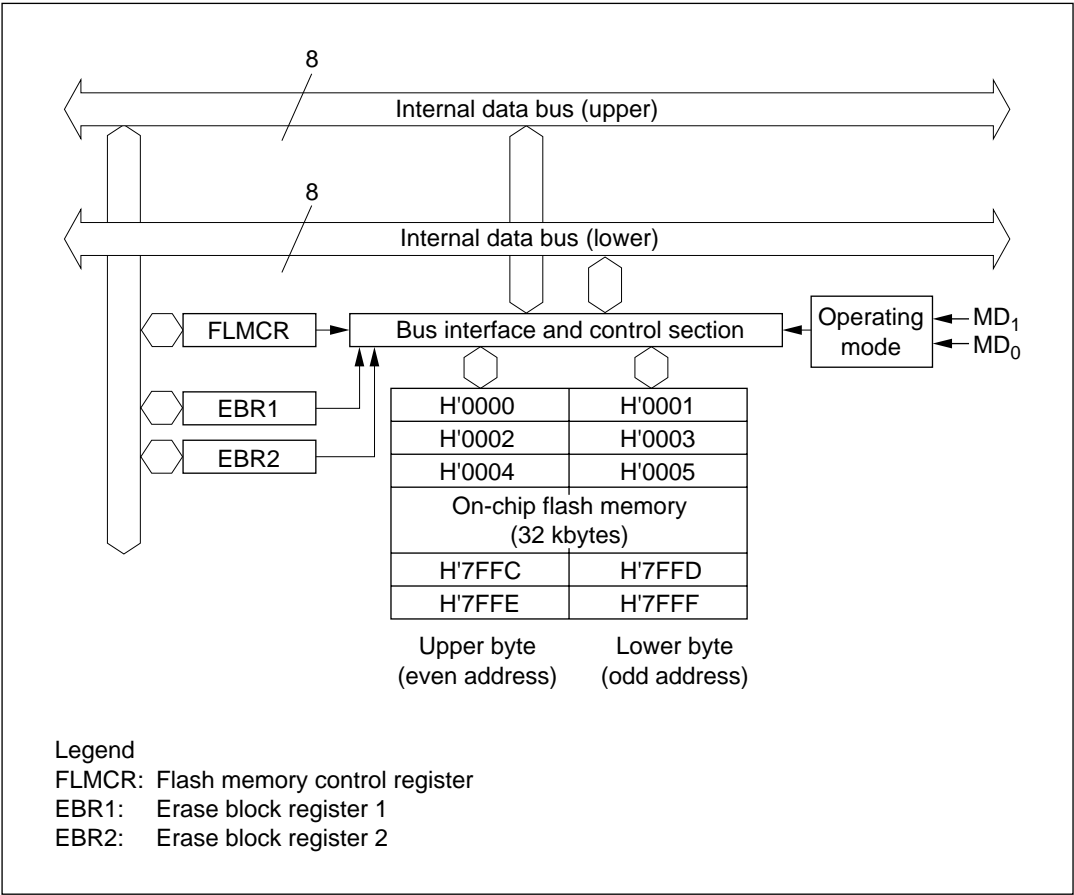 8
Internal data bus (upper)
8
Internal data bus (lower)
FLMCR
Bus interface and control section
Operating
mode
MD1
MD0
EBR1
EBR2
H'0000 H'0001
H'0002 H'0003
H'0004 H'0005
On-chip flash memory
(32 kbytes)
H'7FFC H'7FFD
H'7FFE H'7FFF
Upper byte
(even address)
Lower byte
(odd address)
Legend
FLMCR: Flash memory control register
EBR1: Erase block register 1
EBR2: Erase block register 2